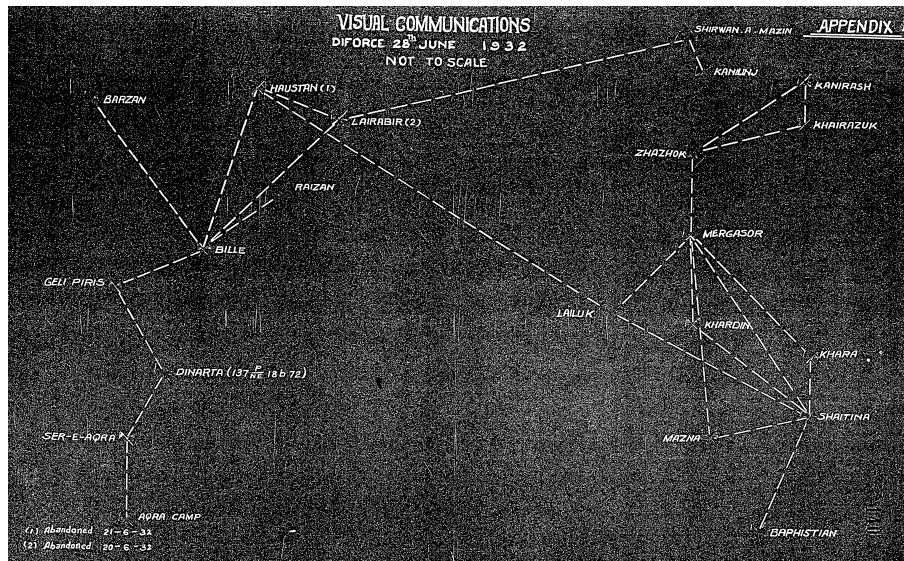 VISUAL COMMUNICATIONS
DIFORCE 28TH JUNE 1932
NOT TO SCALE
APPENDIX
SHIRWAN.A.MAZIN
KANIUNJ
BARZAN
HAUSTAN (1)
KANIRASH
LAIRABIR (2)
KHAIRAZUK
ZHAZHOK
RAIZAN
MERGASOR
BILLE
GELI PIRIS
LAILUK
KHARDIN
KHARA
DINARTA (137 P/NE 18 b 72)
SHAITINA
SER-E-AQRA
MAZNA
AQRA CAMP
(1) Abandoned 21-6-32
(2) Abandoned 20-6-32
BAPHISTIAN